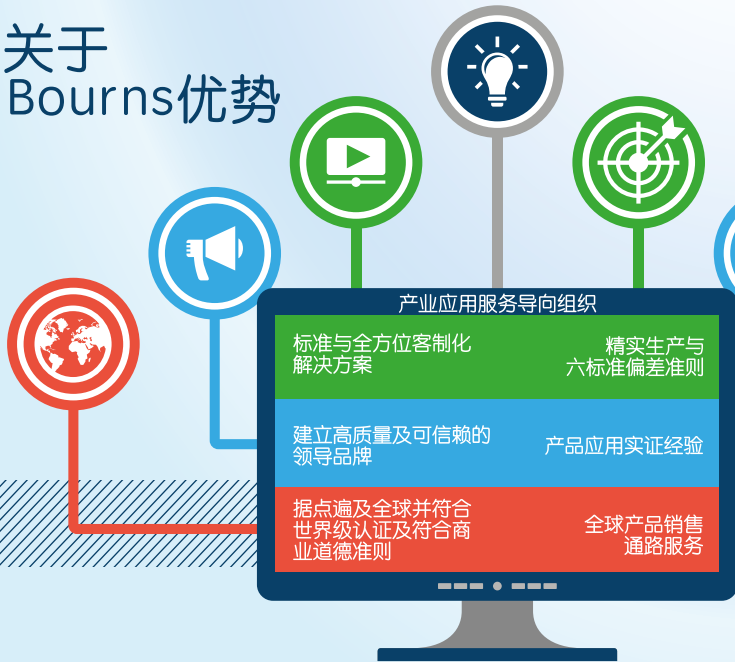 关于
Bourns优势
产业应用服务导向组织
标准与全方位客制化
解决方案
精实生产与
六标准偏差准则
建立高质量及可信赖的
领导品牌
产品应用实证经验
据点遍及全球并符合
世界级认证及符合商
业道德准则
全球产品销售
通路服务